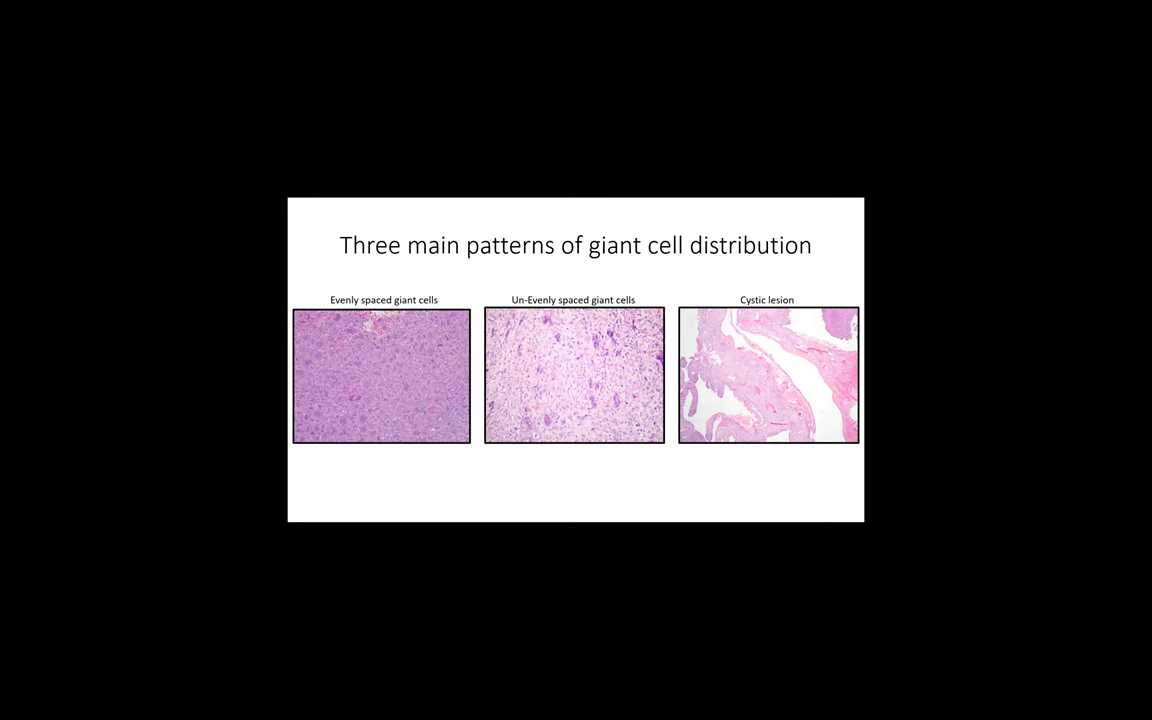 Three main patterns of giant cell distribution
Evenly spaced giant cells
Un-Evenly spaced giant cells
Cystic lesion